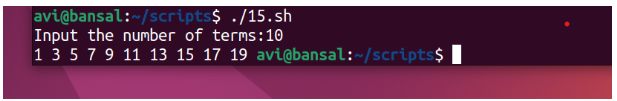 avi@bansal:~/scripts$ ./15.sh
Input the number of terms:10
1 3 5 7 9 11 13 15 17 19 avi@bansal:~/scripts$